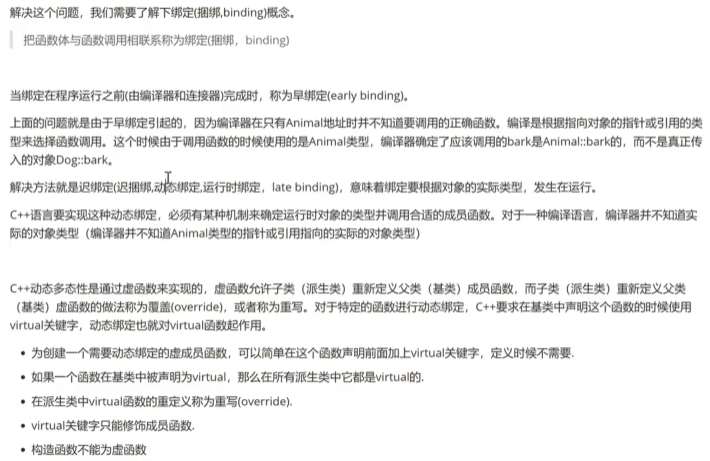 解决这个问题，我们需要了解下绑定(捆绑,binding)概念。
把函数体与函数调用相联系称为绑定(捆绑，binding)
当绑定在程序运行之前(由编译器和连接器)完成时，称为早绑定(early binding)。
上面的问题就是由于早绑定引起的，因为编译器在只有Animal地址时并不知道要调用的正确函数。编译是根据指向对象的指针或引用的类
型来选择函数调用。这个时候由于调用函数的时候使用的是Animal类型，编译器确定了应该调用的bark是Animal::bark的，而不是真正传
入的对象Dog::bark。
解决方法就是迟绑定(迟捆绑,动态绑定,运行时绑定，late binding)，意味着绑定要根据对象的实际类型，发生在运行。
C++语言要实现这种动态绑定，必须有某种机制来确定运行时对象的类型并调用合适的成员函数。对于一种编译语言，编译器并不知道实
际的对象类型（编译器并不知道Animal类型的指针或引用指向的实际的对象类型）
C++动态多态性是通过虚函数来实现的，虚函数允许子类（派生类）重新定义父类（基类）成员函数，而子类（派生类）重新定义父类
（基类）虚函数的做法称为覆盖(override)，或者称为重写。对于特定的函数进行动态绑定，C++要求在基类中声明这个函数的时候使用
virtual关键字，动态绑定也就对virtual函数起作用。
• 为创建一个需要动态绑定的虚成员函数，可以简单在这个函数声明前面加上virtual关键字，定义时候不需要.
• 如果一个函数在基类中被声明为virtual，那么在所有派生类中它都是virtual的.
• 在派生类中virtual函数的重定义称为重写(override).
• virtual关键字只能修饰成员函数.
• 构造函数不能为虚函数